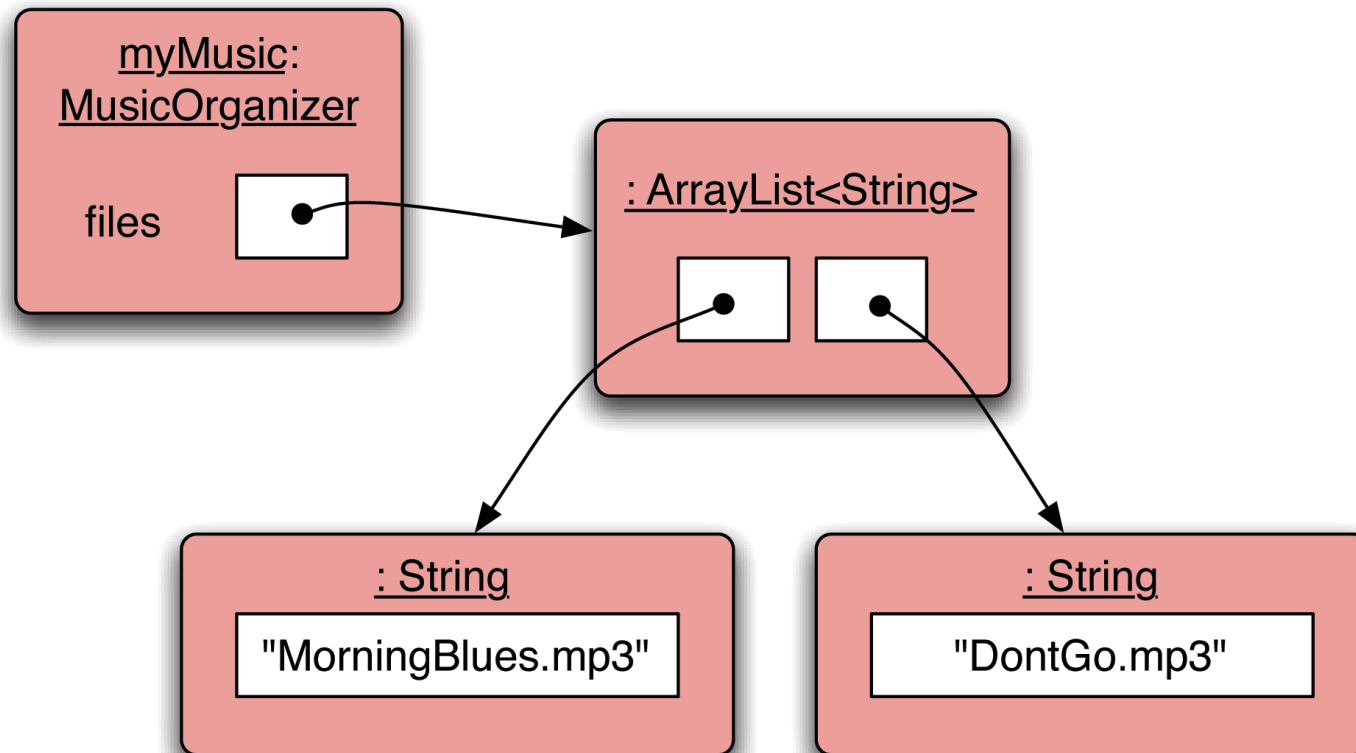 myMusic:
MusicOrganizer
files
: ArrayList<String>
: String
"MorningBlues.mp3"
: String
"DontGo.mp3"